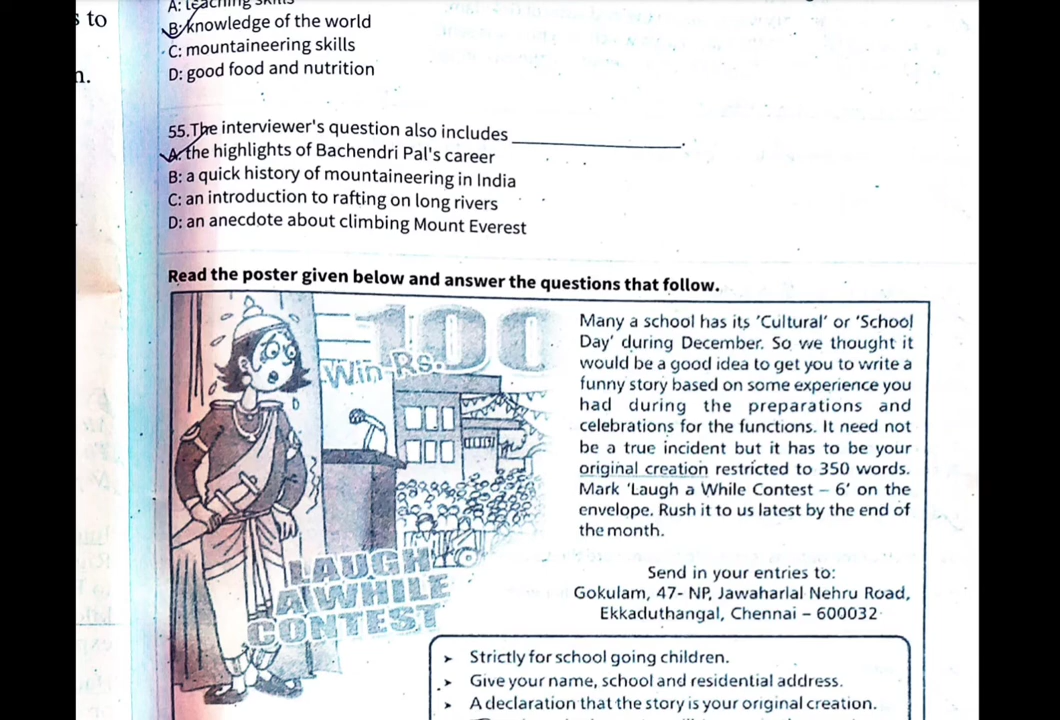 s to
n.
A: teaching skills
B: knowledge of the world
C: mountaineering skills
D: good food and nutrition
55.The interviewer's question also includes ____________________.
A: the highlights of Bachendri Pal's career
B: a quick history of mountaineering in India
C: an introduction to rafting on long rivers
D: an anecdote about climbing Mount Everest
Read the poster given below and answer the questions that follow.
100
Win Rs.
LAUGH
A WHILE
CONTEST
Many a school has its 'Cultural' or 'School
Day' during December. So we thought it
would be a good idea to get you to write a
funny story based on some experience you
had during the preparations and
celebrations for the functions. It need not
be a true incident but it has to be your
original creation restricted to 350 words.
Mark 'Laugh a While Contest – 6' on the
envelope. Rush it to us latest by the end of
the month.
Send in your entries to:
Gokulam, 47- NP, Jawaharlal Nehru Road,
Ekkaduthangal, Chennai – 600032
➤ Strictly for school going children.
➤ Give your name, school and residential address.
➤ A declaration that the story is your original creation.